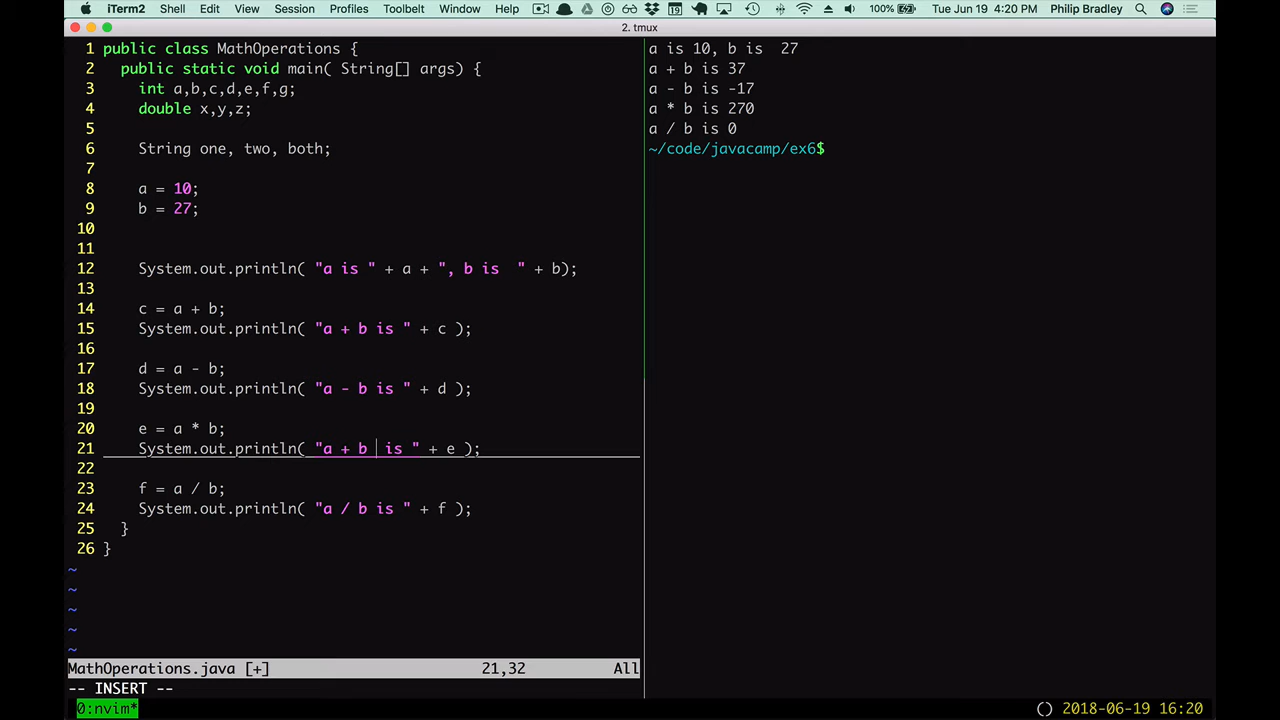 iTerm2 Shell Edit View Session Profiles Toolbelt Window Help 19 100% Tue Jun 19 4:20 PM Philip Bradley
2. tmux
1 public class MathOperations {
2 public static void main( String[] args) {
3 int a,b,c,d,e,f,g;
4 double x,y,z;
5
6 String one, two, both;
7
8 a = 10;
9 b = 27;
10
11
12 System.out.println( "a is " + a + ", b is  " + b);
13
14 c = a + b;
15 System.out.println( "a + b is " + c );
16
17 d = a - b;
18 System.out.println( "a - b is " + d );
19
20 e = a * b;
21 System.out.println( "a + b  is " + e );
22
23 f = a / b;
24 System.out.println( "a / b is " + f );
25 }
26 }
~
~
~
~
~
MathOperations.java [+] 21,32 All
-- INSERT --
a is 10, b is  27
a + b is 37
a - b is -17
a * b is 270
a / b is 0
~/code/javacamp/ex6$
0:nvim* 2018-06-19 16:20